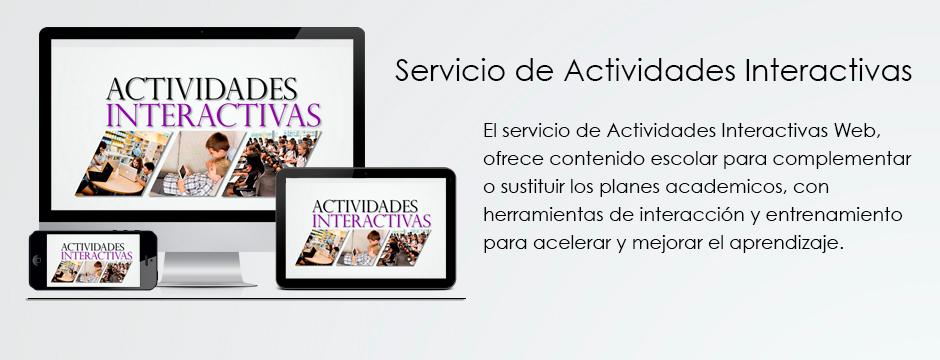 ACTIVIDADES
INTERACTIVAS
ACTIVIDADES
INTERACTIVAS
ACTIVIDADES
INTERACTIVAS
Servicio de Actividades Interactivas
El servicio de Actividades Interactivas Web,
ofrece contenido escolar para complementar
o sustituir los planes academicos, con
herramientas de interacción y entrenamiento
para acelerar y mejorar el aprendizaje.